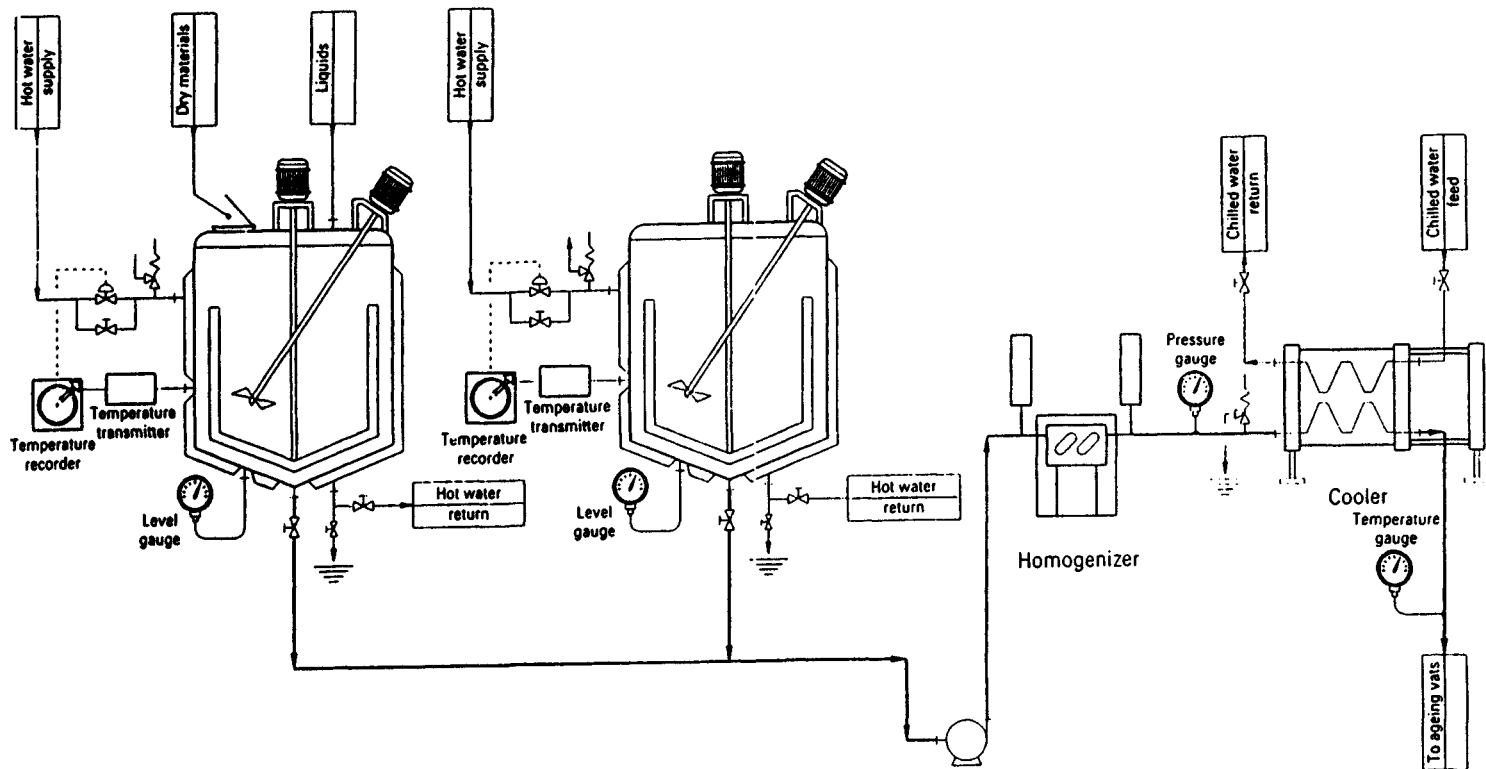 Hot water
supply
Dry materials
Liquids
Hot water
supply
Chilled water
return
Chilled water
feed
Pressure
gauge
Temperature
transmitter
Temperature
recorder
Temperature
transmitter
Temperature
recorder
Level
gauge
Hot water
return
Level
gauge
Hot water
return
Homogenizer
Cooler
Temperature
gauge
To ageing vats